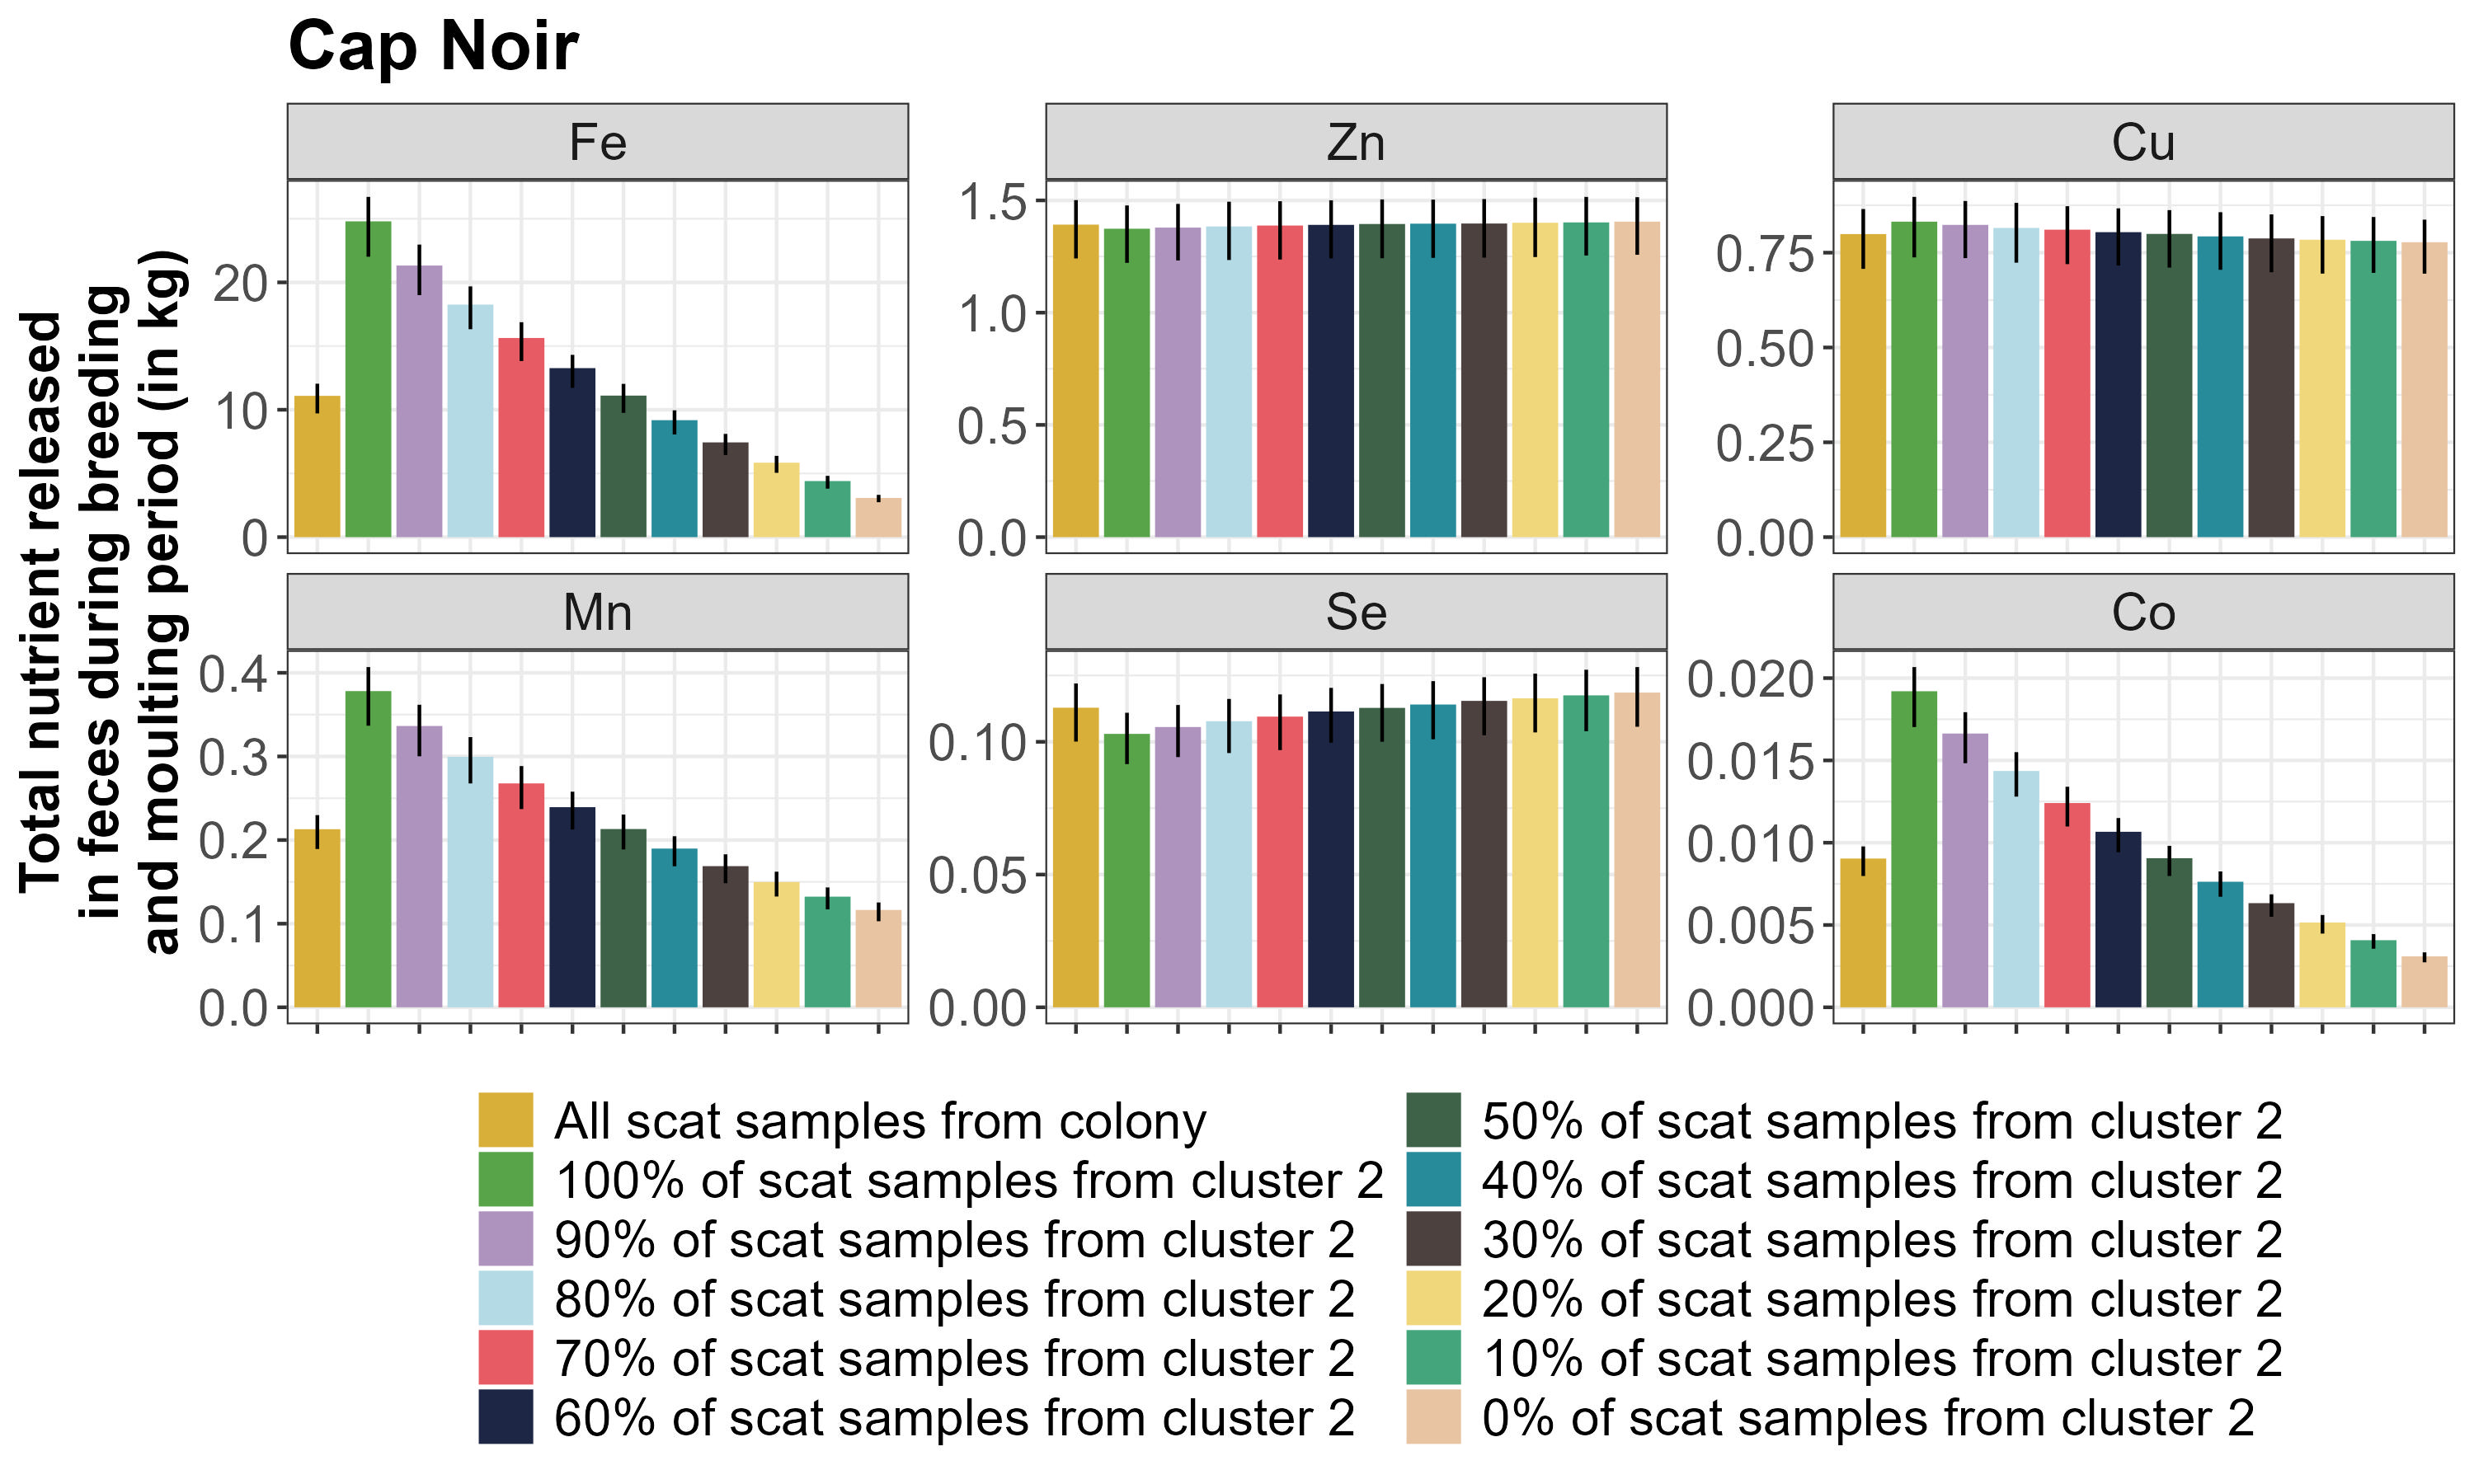 Cap Noir
Total nutrient released
in feces during breeding
and moulting period (in kg)
Fe
20
10
0
Zn
1.5
1.0
0.5
0.0
Cu
0.75
0.50
0.25
0.00
Mn
0.4
0.3
0.2
0.1
0.0
Se
0.10
0.05
0.00
Co
0.020
0.015
0.010
0.005
0.000
All scat samples from colony
100% of scat samples from cluster 2
90% of scat samples from cluster 2
80% of scat samples from cluster 2
70% of scat samples from cluster 2
60% of scat samples from cluster 2
50% of scat samples from cluster 2
40% of scat samples from cluster 2
30% of scat samples from cluster 2
20% of scat samples from cluster 2
10% of scat samples from cluster 2
0% of scat samples from cluster 2